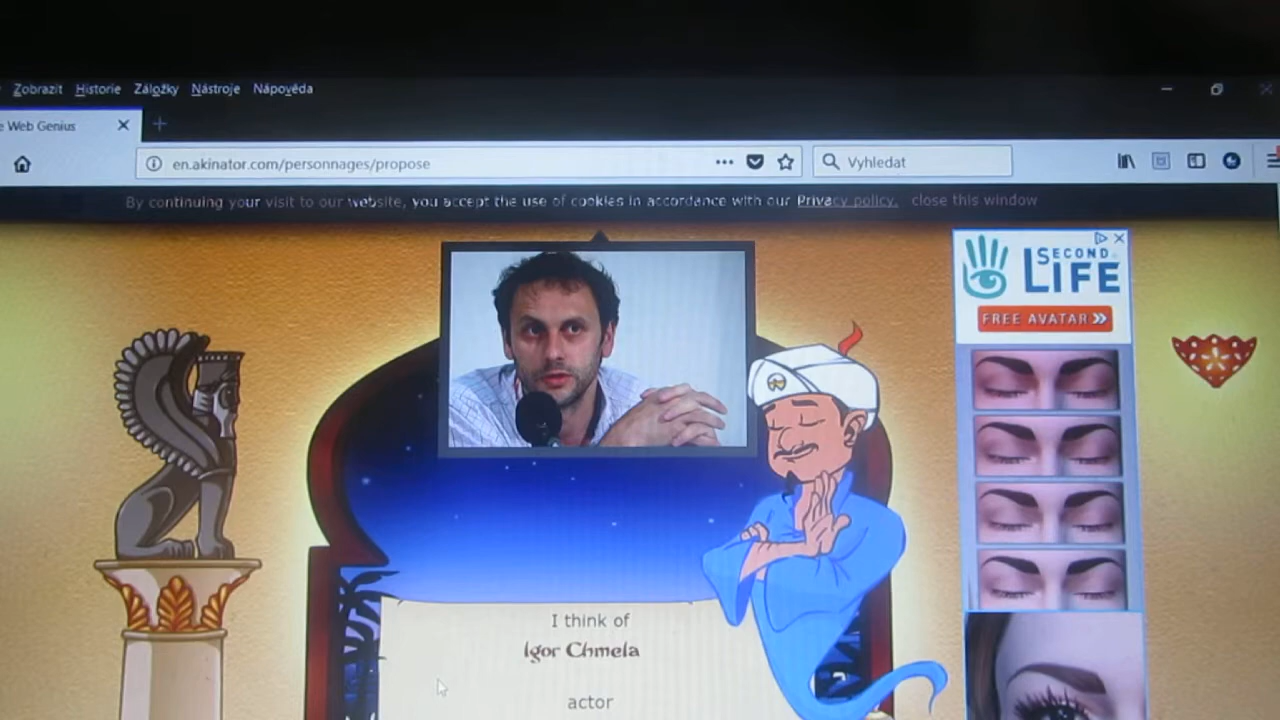 Zobrazit Historie Záložky Nástroje Nápověda
e Web Genius
en.akinator.com/personnages/propose
Vyhledat
By continuing your visit to our website, you accept the use of cookies in accordance with our Privacy policy. close this window
SECOND
LIFE
FREE AVATAR
I think of
Igor Chmela
actor